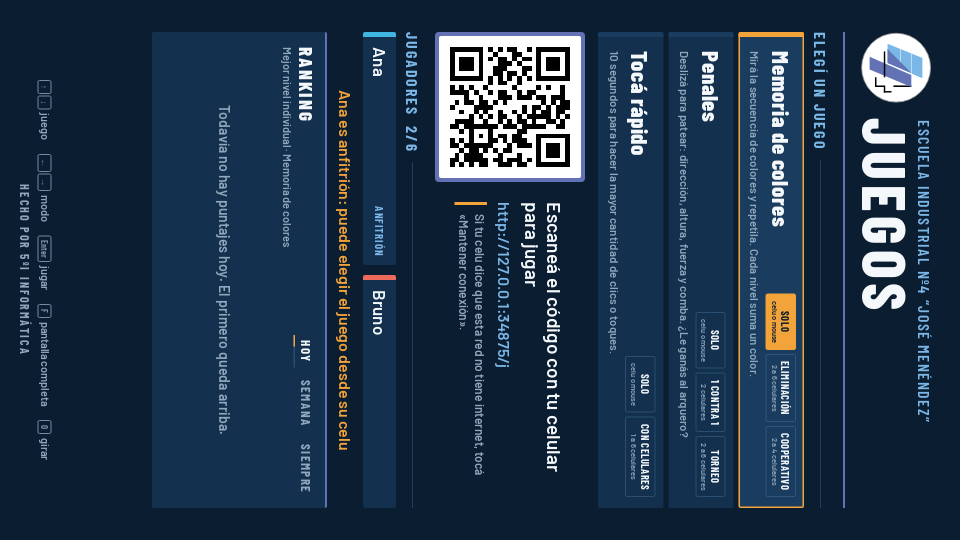 ESCUELA INDUSTRIAL Nº4 "JOSÉ MENÉNDEZ"
JUEGOS
ELEGÍ UN JUEGO
Memoria de colores
Mirá la secuencia de colores y repetila. Cada nivel suma un color.
SOLO
celu o mouse
ELIMINACIÓN
2 a 6 celulares
COOPERATIVO
2 a 4 celulares
Penales
Deslizá para patear: dirección, altura, fuerza y comba. ¿Le ganás al arquero?
SOLO
celu o mouse
1 CONTRA 1
2 celulares
TORNEO
2 a 6 celulares
Tocá rápido
10 segundos para hacer la mayor cantidad de clics o toques.
SOLO
celu o mouse
CON CELULARES
1 a 6 celulares
Escaneá el código con tu celular
para jugar
http://127.0.0.1:34875/j
Si tu celu dice que esta red no tiene internet, tocá
«Mantener conexión».
JUGADORES 2/6
Ana
ANFITRIÓN
Bruno
Ana es anfitrión: puede elegir el juego desde su celu
RANKING
Mejor nivel individual · Memoria de colores
HOY
SEMANA
SIEMPRE
Todavía no hay puntajes hoy. El primero queda arriba.
↑ ↓ juego ← → modo Enter jugar F pantalla completa 0 girar
HECHO POR 5º1 INFORMÁTICA